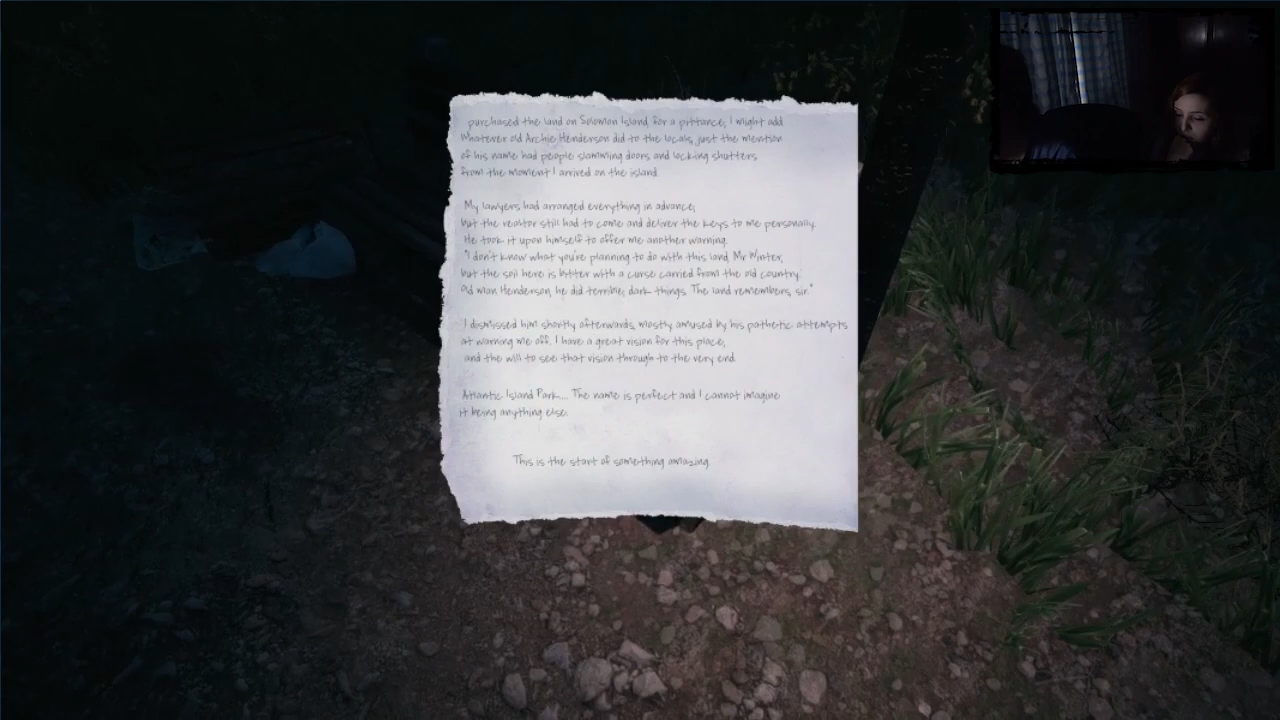 purchased the land on Solomon Island, for a pittance, I might add.
Whatever old Archie Henderson did to the locals, just the mention
of his name had people slamming doors and locking shutters
from the moment I arrived on the island.
My lawyers had arranged everything in advance,
but the realtor still had to come and deliver the keys to me personally.
He took it upon himself to offer me another warning.
"I don't know what you're planning to do with this land, Mr Winter,
but the soil here is bitter with a curse carried from the old country.
Old man Henderson, he did terrible, dark things. The land remembers, sir."
I dismissed him shortly afterwards, mostly amused by his pathetic attempts
at warning me off. I have a great vision for this place,
and the will to see that vision through to the very end.
Atlantic Island Park... The name is perfect and I cannot imagine
it being anything else.
This is the start of something amazing.